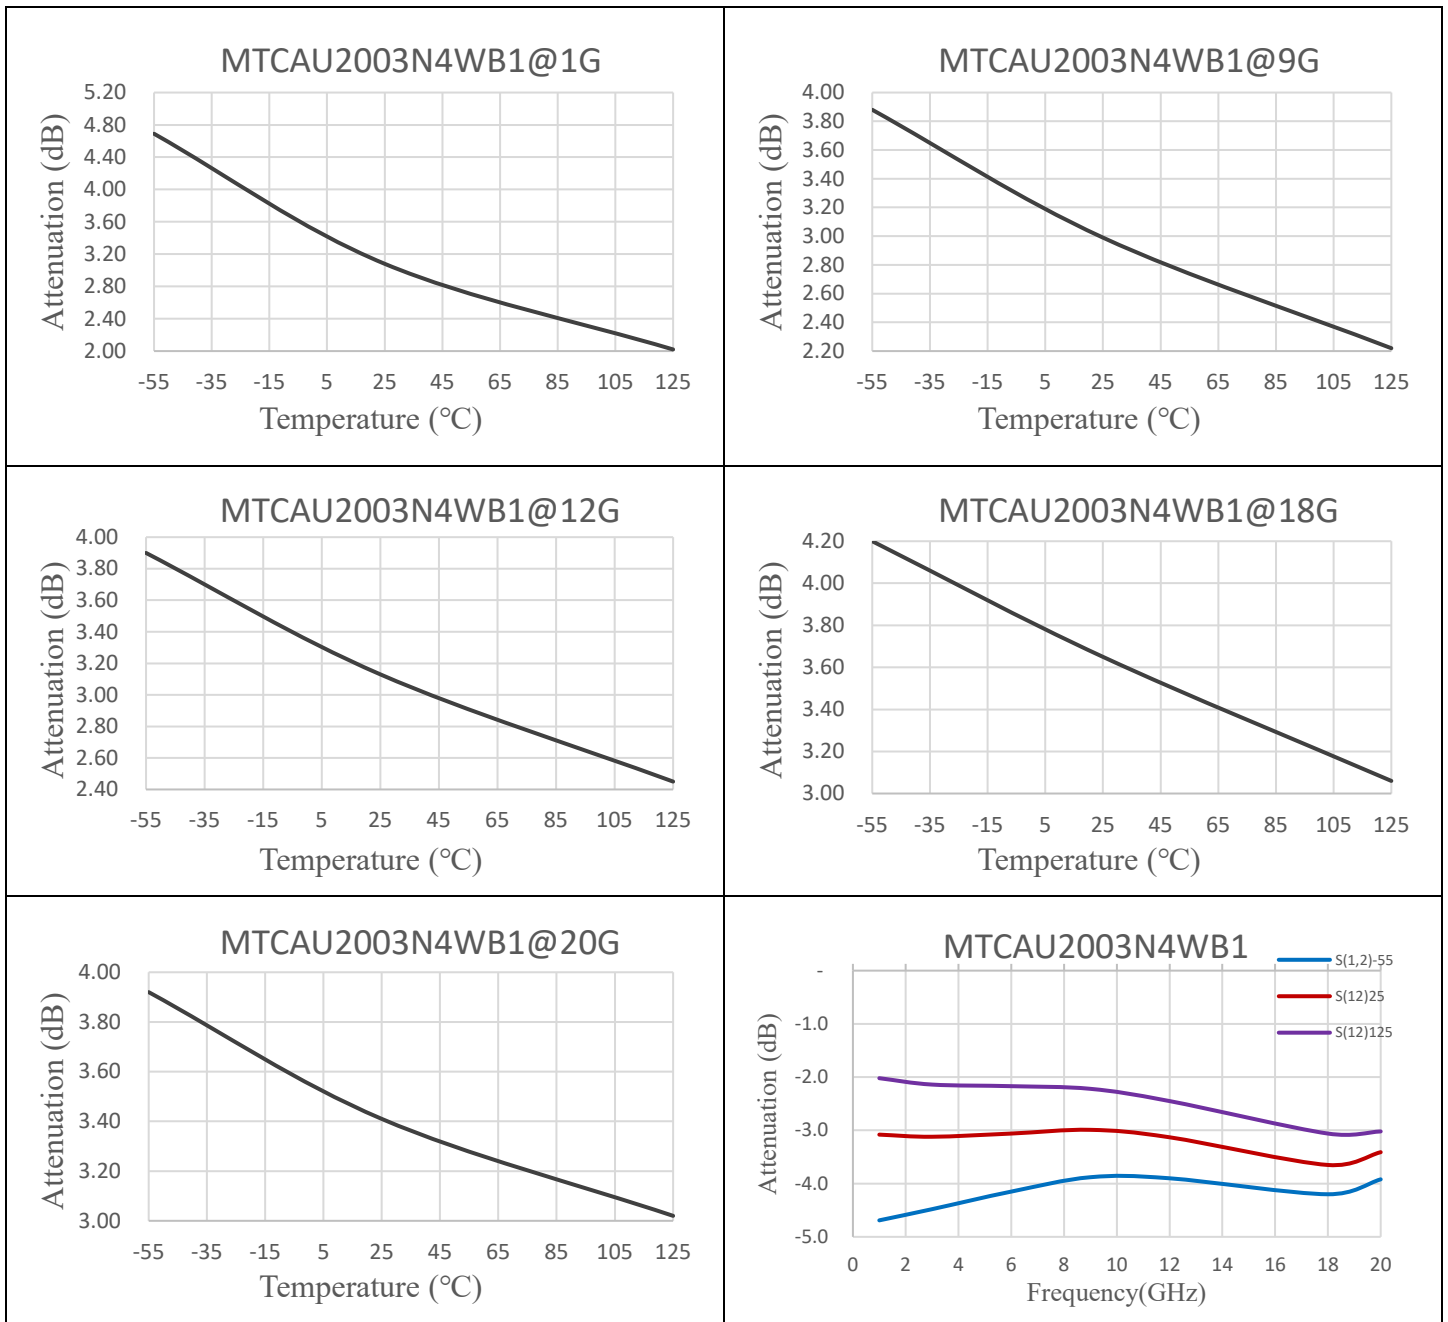 MTCAU2003N4WB1@1G
Attenuation (dB)
5.20
4.80
4.40
4.00
3.60
3.20
2.80
2.40
2.00
-55 -35 -15 5 25 45 65 85 105 125
Temperature (℃)
MTCAU2003N4WB1@9G
Attenuation (dB)
4.00
3.80
3.60
3.40
3.20
3.00
2.80
2.60
2.40
2.20
-55 -35 -15 5 25 45 65 85 105 125
Temperature (℃)
MTCAU2003N4WB1@12G
Attenuation (dB)
4.00
3.80
3.60
3.40
3.20
3.00
2.80
2.60
2.40
-55 -35 -15 5 25 45 65 85 105 125
Temperature (℃)
MTCAU2003N4WB1@18G
Attenuation (dB)
4.20
4.00
3.80
3.60
3.40
3.20
3.00
-55 -35 -15 5 25 45 65 85 105 125
Temperature (℃)
MTCAU2003N4WB1@20G
Attenuation (dB)
4.00
3.80
3.60
3.40
3.20
3.00
-55 -35 -15 5 25 45 65 85 105 125
Temperature (℃)
MTCAU2003N4WB1
S(1,2)-55
S(12)25
S(12)125
Attenuation (dB)
-
-1.0
-2.0
-3.0
-4.0
-5.0
0 2 4 6 8 10 12 14 16 18 20
Frequency(GHz)